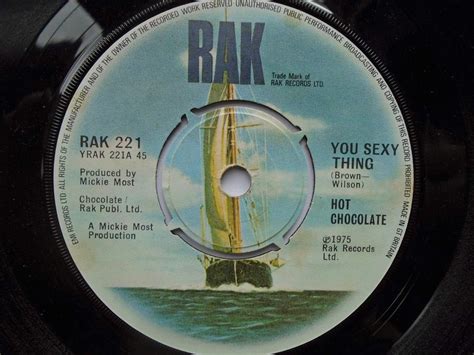 ALL RIGHTS OF THE MANUFACTURER AND OF THE OWNER OF THE RECORDED WORK RESERVED UNAUTHORISED PUBLIC PERFORMANCE BROADCASTING AND COPYING OF THIS RECORD PROHIBITED MADE IN GT BRITAIN
EMI RECORDS LTD
RAK
Trade Mark of
RAK RECORDS LTD.
RAK 221
YRAK 221A 45
Produced by
Mickie Most
Chocolate/
Rak Publ. Ltd.
A Mickie Most
Production
YOU SEXY
THING
(Brown-
Wilson)
HOT
CHOCOLATE
℗1975
Rak Records
Ltd.